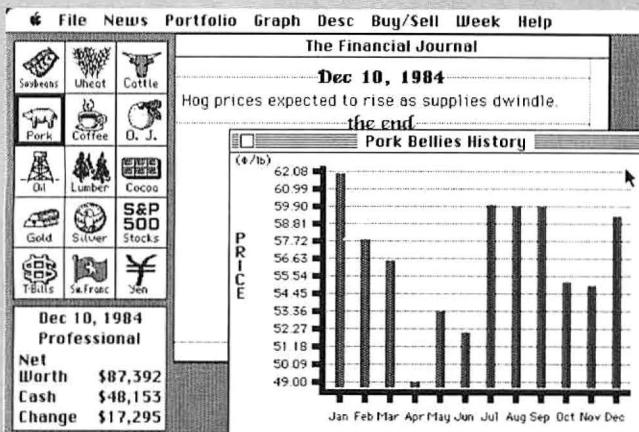 File News Portfolio Graph Desc Buy/Sell Week Help
Soybeans Wheat Cattle
Pork Coffee O. J.
Oil Lumber Cocoa
Gold Silver S&P 500 Stocks
T-Bills Sw.Franc Yen
The Financial Journal
Dec 10, 1984
Hog prices expected to rise as supplies dwindle.
the end
Pork Bellies History
(¢/lb)
PRICE
62.08
60.99
59.90
58.81
57.72
56.63
55.54
54.45
53.36
52.27
51.18
50.09
49.00
Jan Feb Mar Apr May Jun Jul Aug Sep Oct Nov Dec
Dec 10, 1984
Professional
Net
Worth $87,392
Cash $48,153
Change $17,295